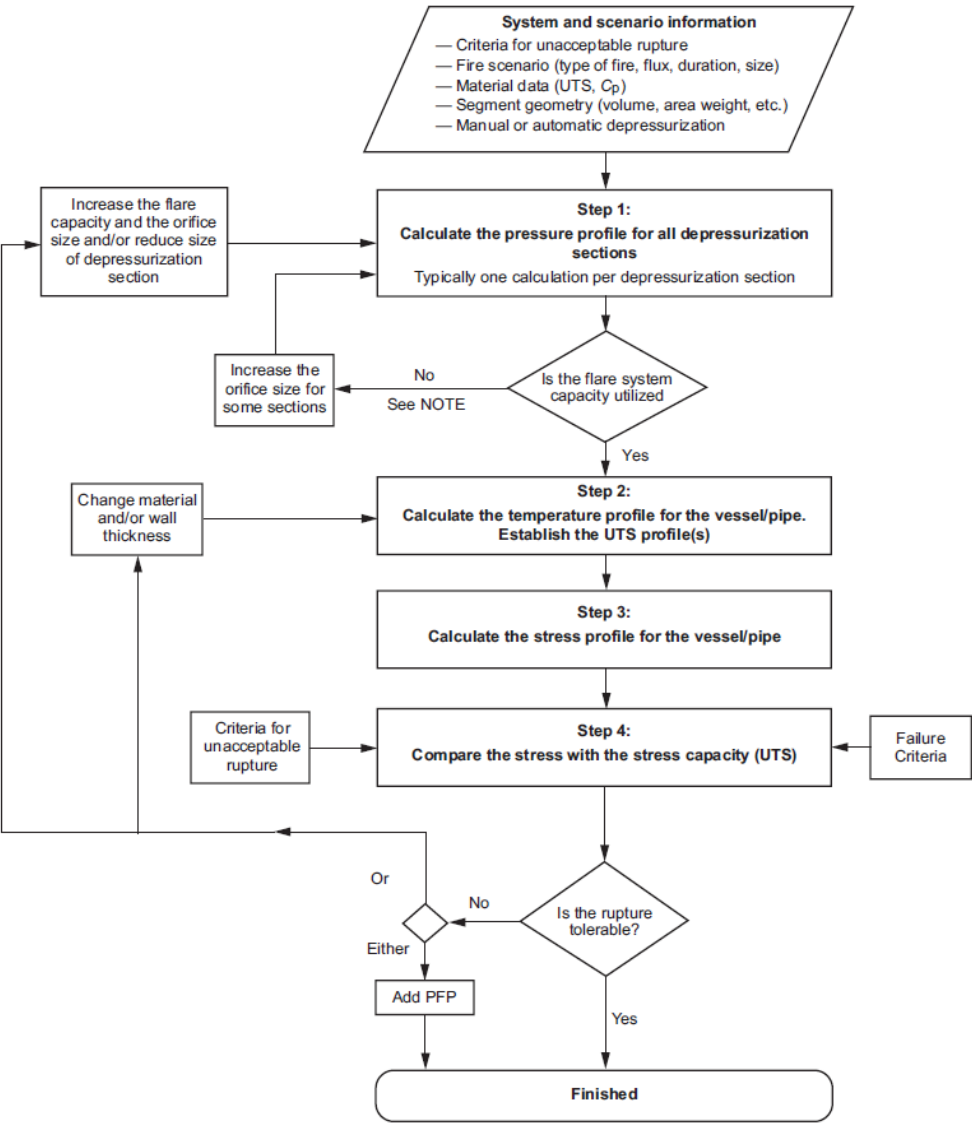 System and scenario information
— Criteria for unacceptable rupture
— Fire scenario (type of fire, flux, duration, size)
— Material data (UTS, Cp)
— Segment geometry (volume, area weight, etc.)
— Manual or automatic depressurization
Increase the flare
capacity and the orifice
size and/or reduce size
of depressurization
section
Step 1:
Calculate the pressure profile for all depressurization
sections
Typically one calculation per depressurization section
Increase the
orifice size for
some sections
No
See NOTE
Is the flare system
capacity utilized
Yes
Change material
and/or wall
thickness
Step 2:
Calculate the temperature profile for the vessel/pipe.
Establish the UTS profile(s)
Step 3:
Calculate the stress profile for the vessel/pipe
Criteria for
unacceptable
rupture
Step 4:
Compare the stress with the stress capacity (UTS)
Failure
Criteria
Or
No
Is the rupture
tolerable?
Either
Add PFP
Yes
Finished